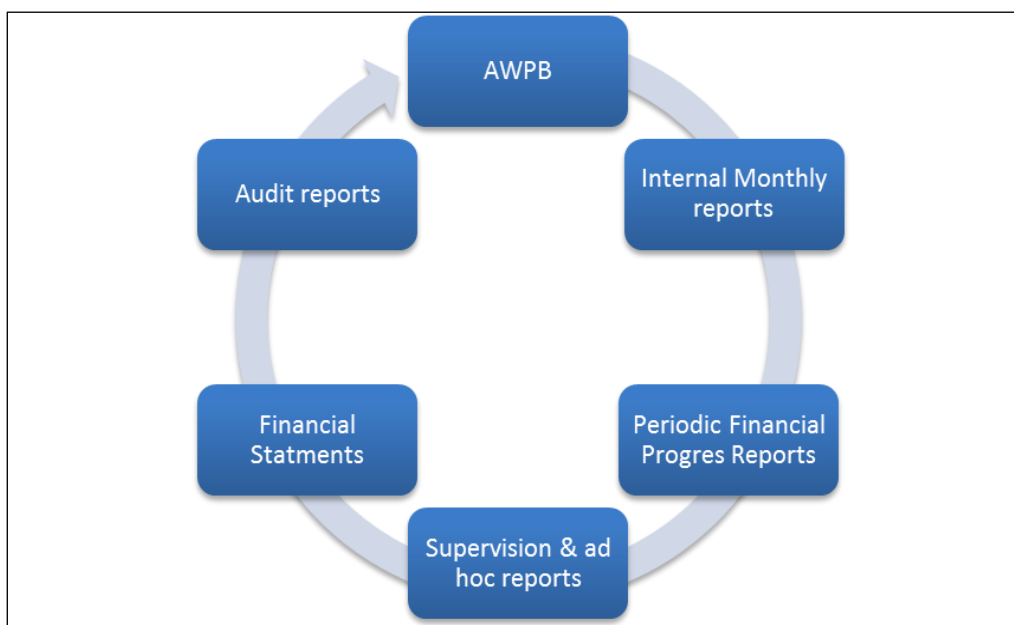 AWPB
Internal Monthly
reports
Periodic Financial
Progres Reports
Supervision & ad
hoc reports
Financial
Statments
Audit reports